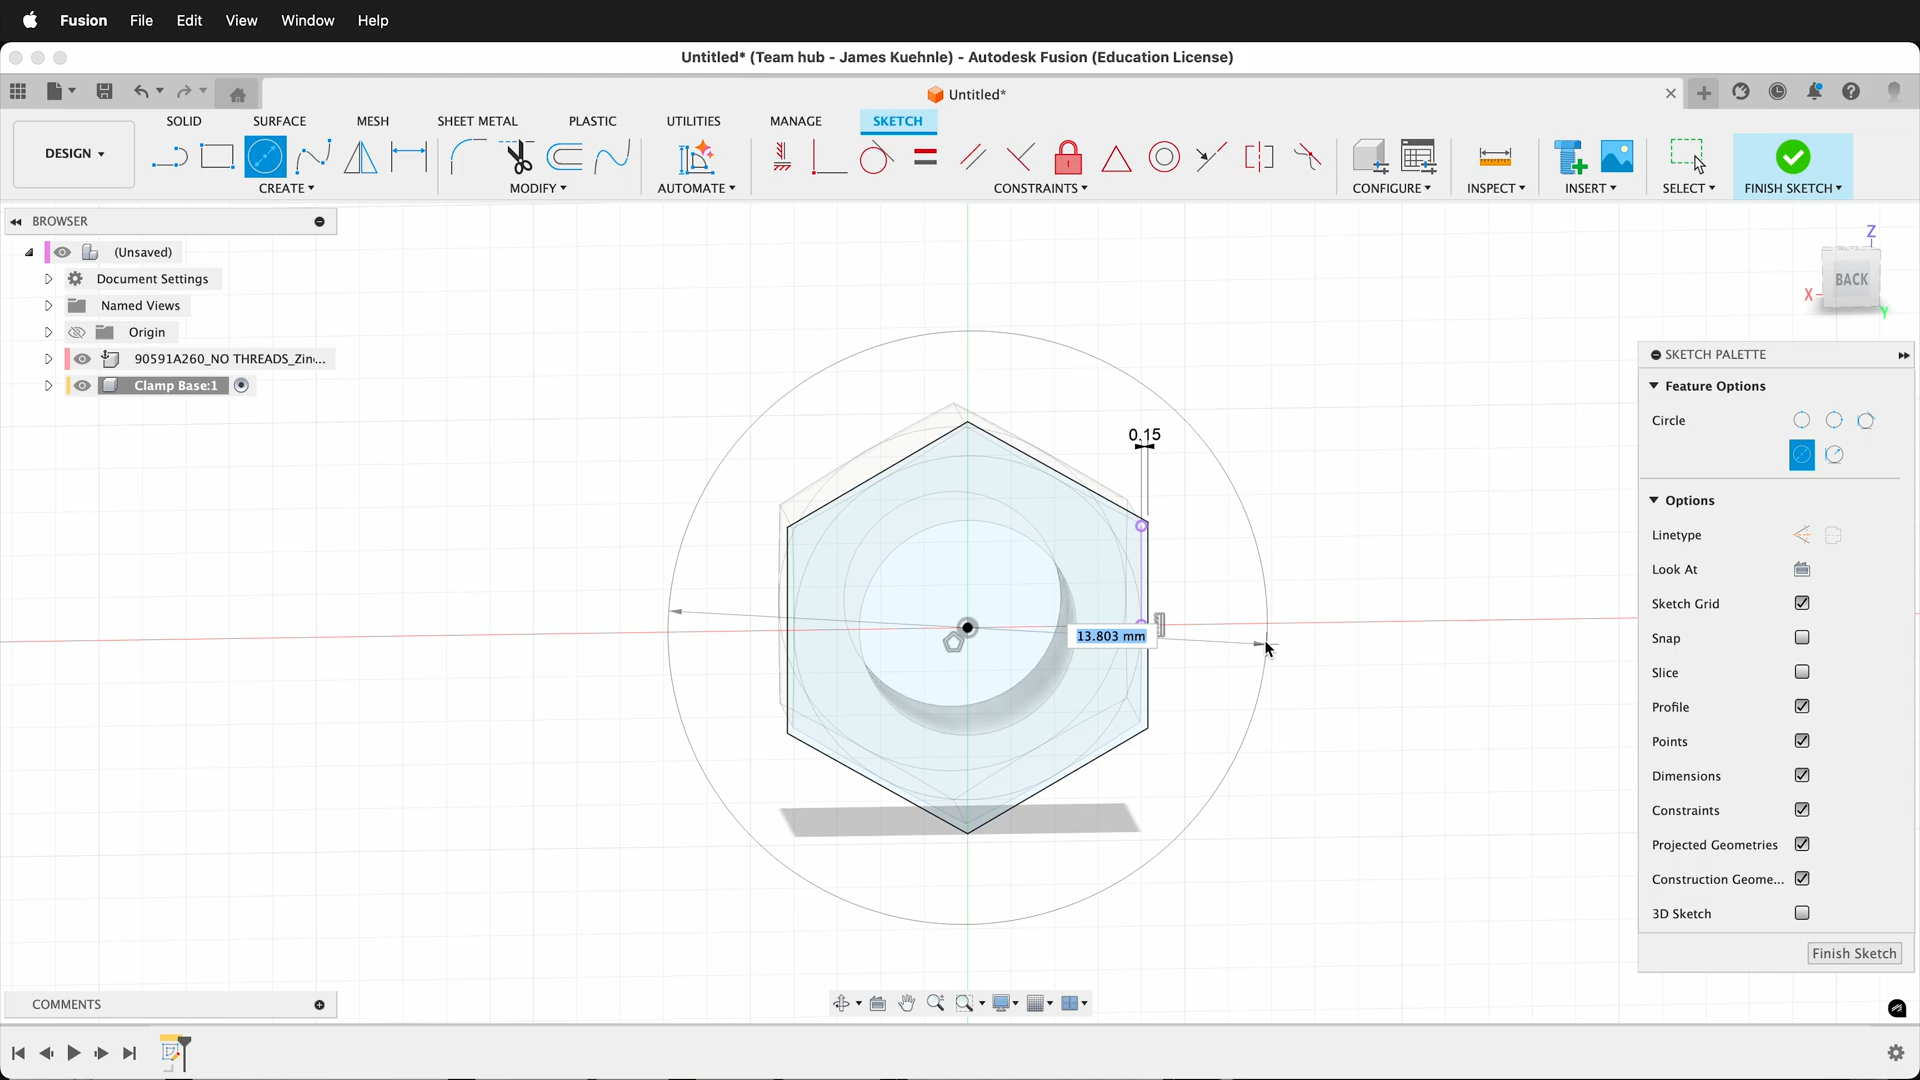 Fusion File Edit View Window Help
Untitled* (Team hub - James Kuehnle) - Autodesk Fusion (Education License)
Untitled*
SOLID SURFACE MESH SHEET METAL PLASTIC UTILITIES MANAGE SKETCH
DESIGN
CREATE MODIFY AUTOMATE CONSTRAINTS CONFIGURE INSPECT INSERT SELECT FINISH SKETCH
BROWSER
(Unsaved)
Document Settings
Named Views
Origin
90591A260_NO THREADS_Zin...
Clamp Base:1
Z
BACK
X
Y
0.15
13.803 mm
SKETCH PALETTE
Feature Options
Circle
Options
Linetype
Look At
Sketch Grid
Snap
Slice
Profile
Points
Dimensions
Constraints
Projected Geometries
Construction Geome...
3D Sketch
Finish Sketch
COMMENTS